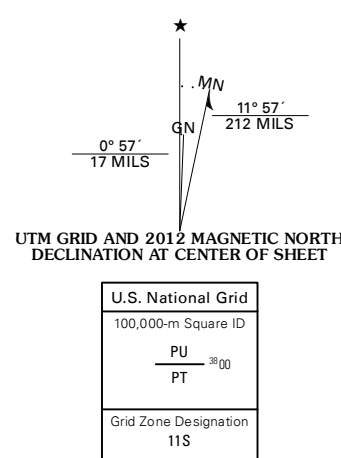 ★
MN
GN
11° 57´
212 MILS
0° 57´
17 MILS
UTM GRID AND 2012 MAGNETIC NORTH
DECLINATION AT CENTER OF SHEET
U.S. National Grid
100,000-m Square ID
PU
3800
PT
Grid Zone Designation
11S